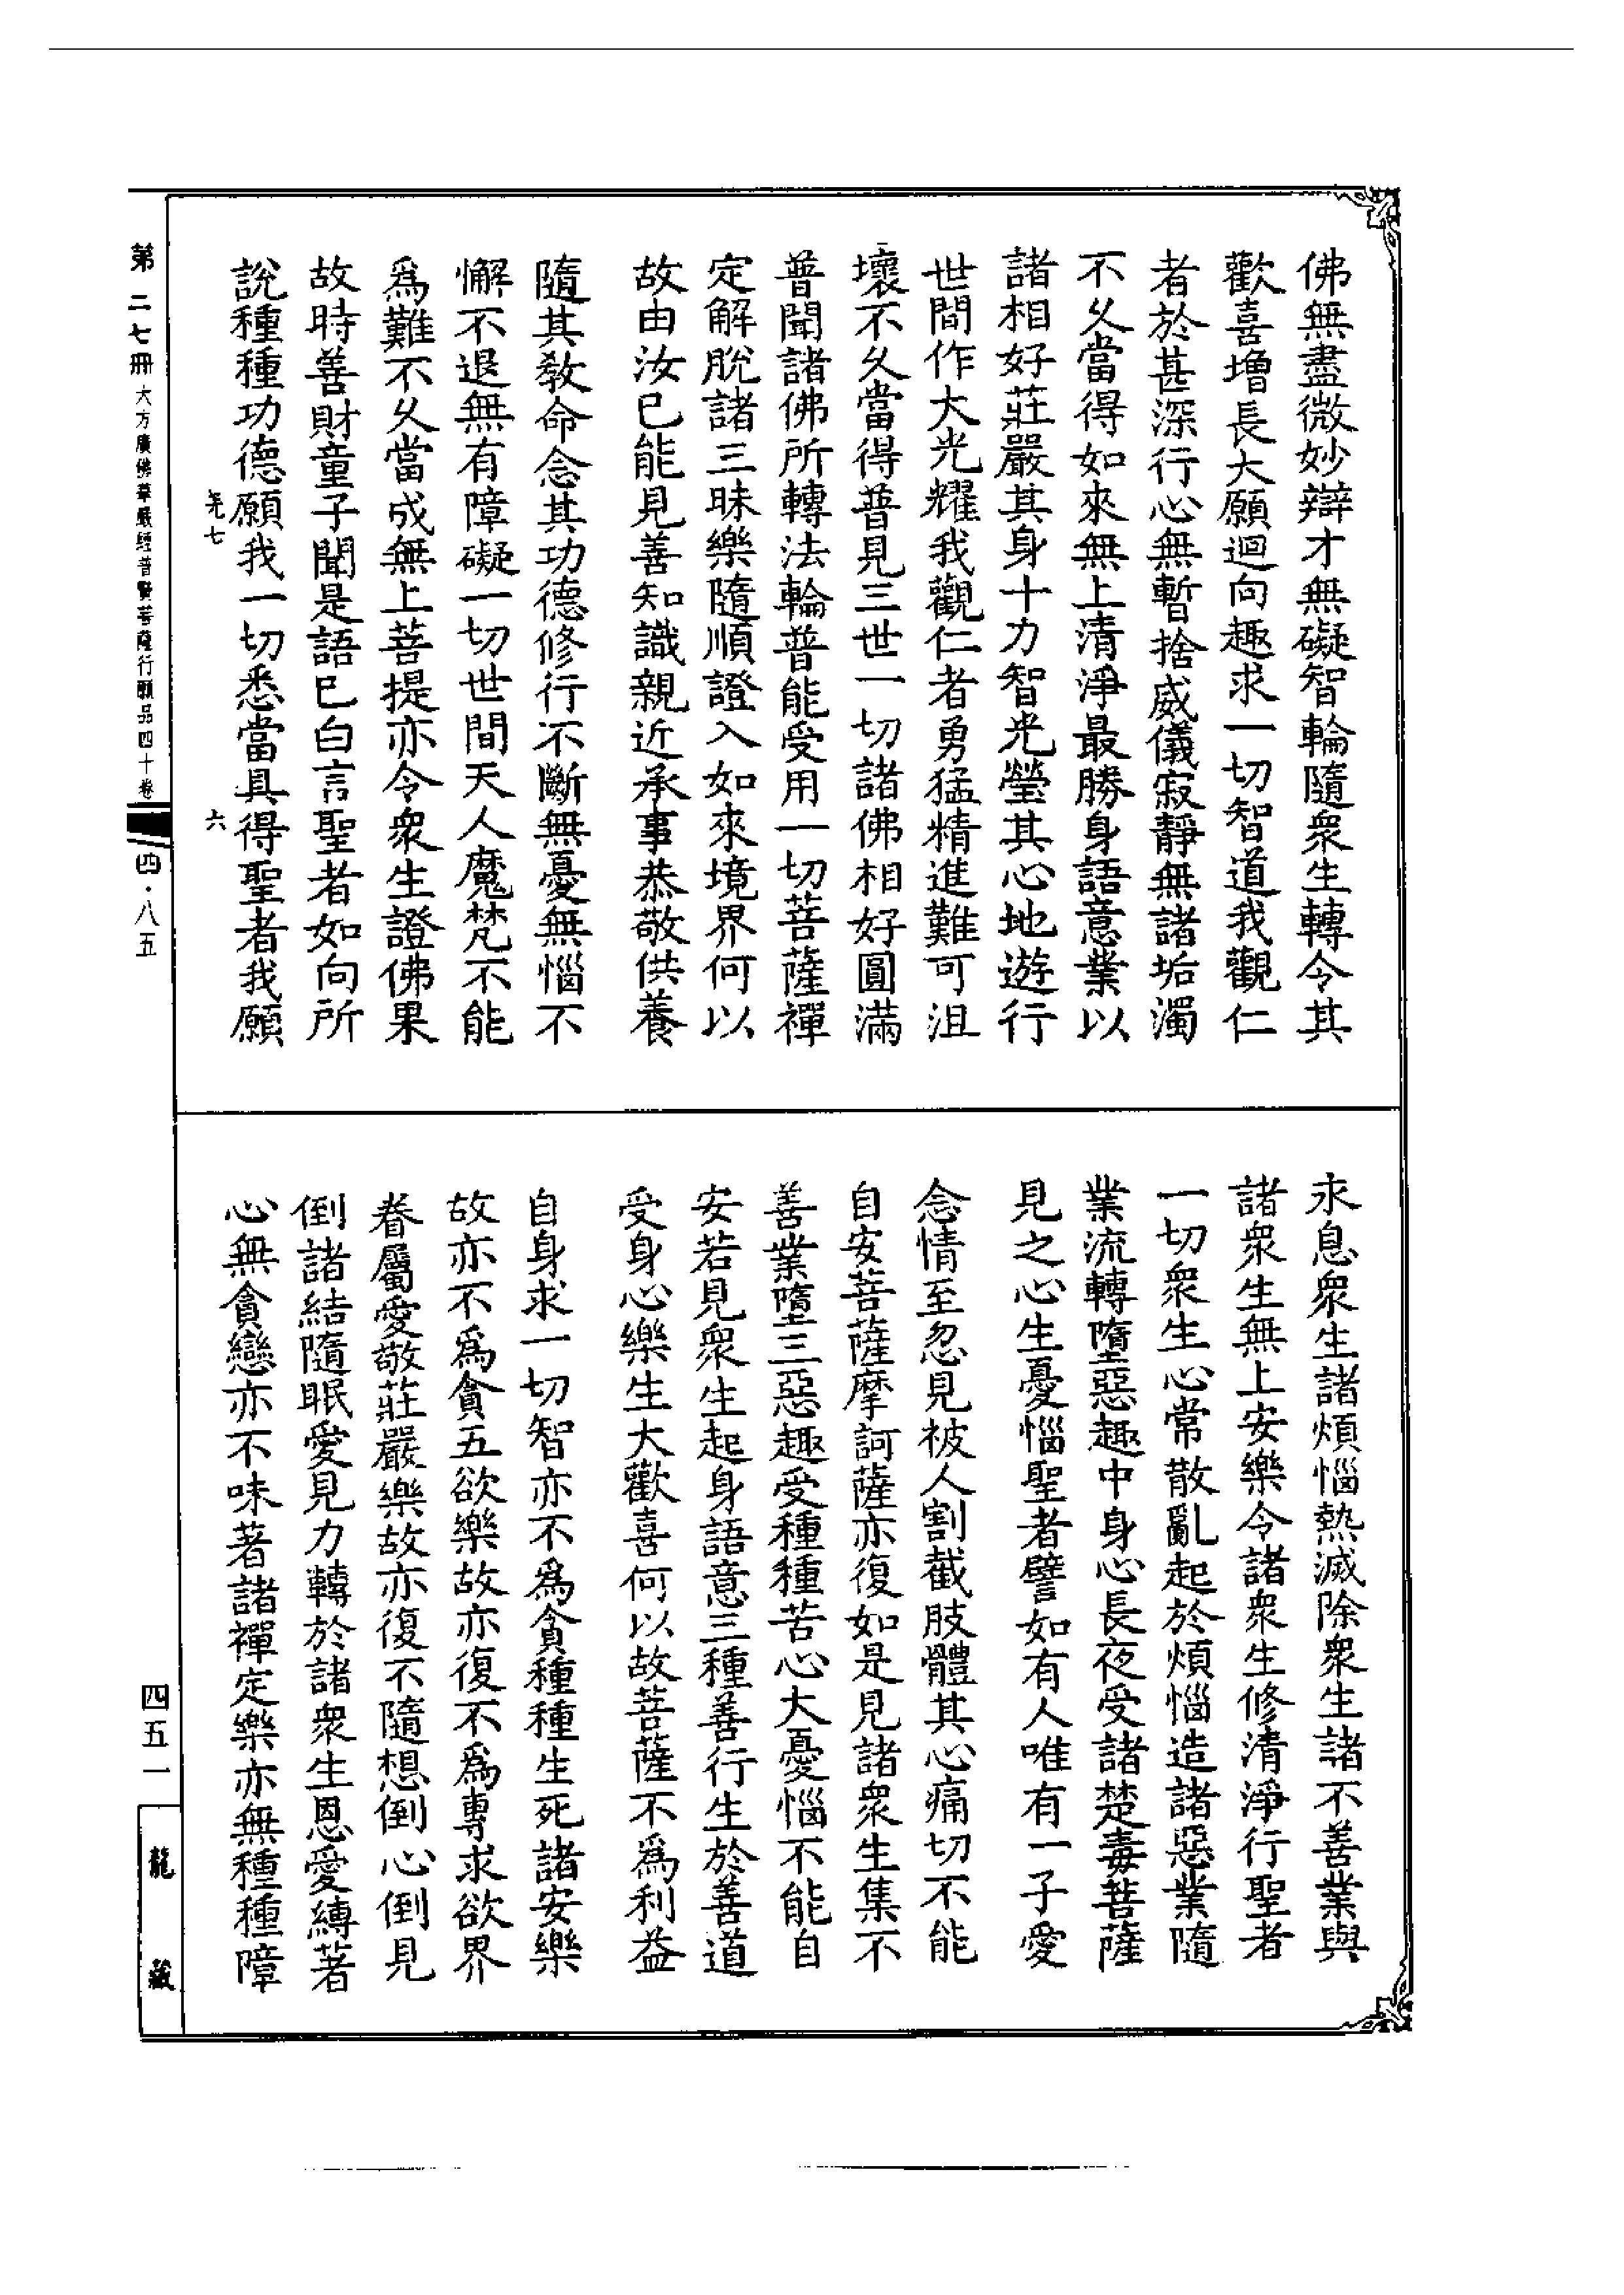 佛無盡微妙辯才無礙智輪隨衆生轉令其
歡喜增長大願迴向趣求一切智道我觀仁
者於甚深行心無暫捨威儀寂靜無諸垢濁
不久當得如來無上清淨最勝身語意業以
諸相好莊嚴其身十力智光瑩其心地遊行
世間作大光耀我觀仁者勇猛精進難可沮
壞不久當得普見三世一切諸佛相好圓滿
普聞諸佛所轉法輪普能受用一切菩薩禪
定解脫諸三昧樂隨順證入如來境界何以
故由汝已能見善知識親近承事恭敬供養
隨其教命念其功德修行不斷無憂無惱不
懈不退無有障礙一切世間天人魔梵不能
爲難不久當成無上菩提亦令衆生證佛果
故時善財童子聞是語已白言聖者如向所
說種種功德願我一切悉當具得聖者我願
六
求息衆生諸煩惱熱滅除衆生諸不善業與
諸衆生無上安樂令諸衆生修清淨行聖者
一切衆生心常散亂起於煩惱造諸惡業隨
業流轉墮惡趣中身心長夜受諸楚毒菩薩
見之心生憂惱聖者譬如有人唯有一子愛
念情至忽見被人割截肢體其心痛切不能
自安菩薩摩訶薩亦復如是見諸衆生集不
善業墮三惡趣受種種苦心大憂惱不能自
安若見衆生起身語意三種善行生於善道
受身心樂生大歡喜何以故菩薩不爲利益
自身求一切智亦不爲貪種種生死諸安樂
故亦不爲貪五欲樂故亦復不爲專求欲界
眷屬愛敬莊嚴樂故亦復不隨想倒心倒見
倒諸結隨眠愛見力轉於諸衆生恩愛縛著
心無貪戀亦不味著諸禪定樂亦無種種障
第二七冊 大方廣佛華嚴經普賢菩薩行願品四十卷
四·八五
四五一
龍藏